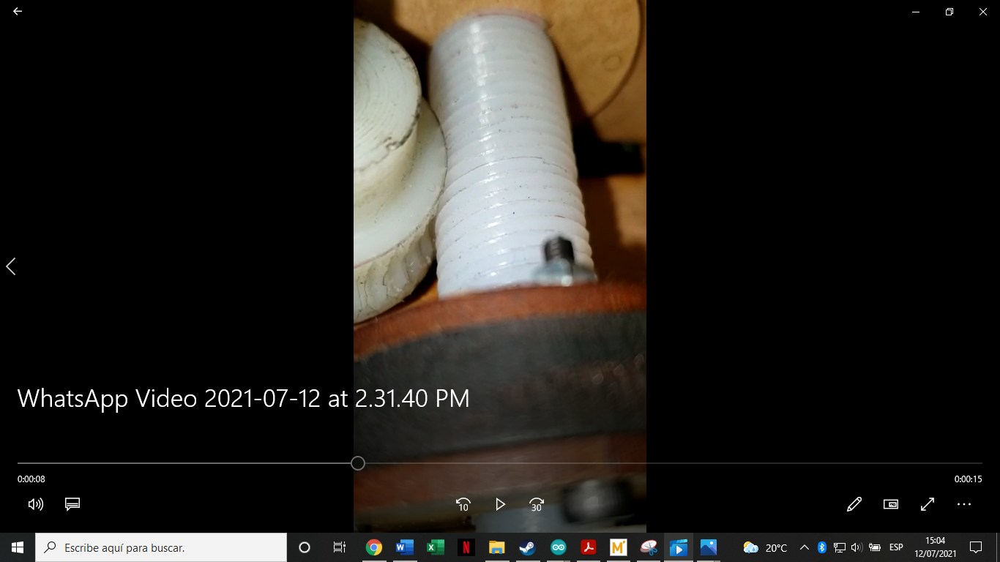 WhatsApp Video 2021-07-12 at 2.31.40 PM
0:00:08
0:00:15
10
30
Escribe aquí para buscar.
20°C
ESP
15:04
12/07/2021